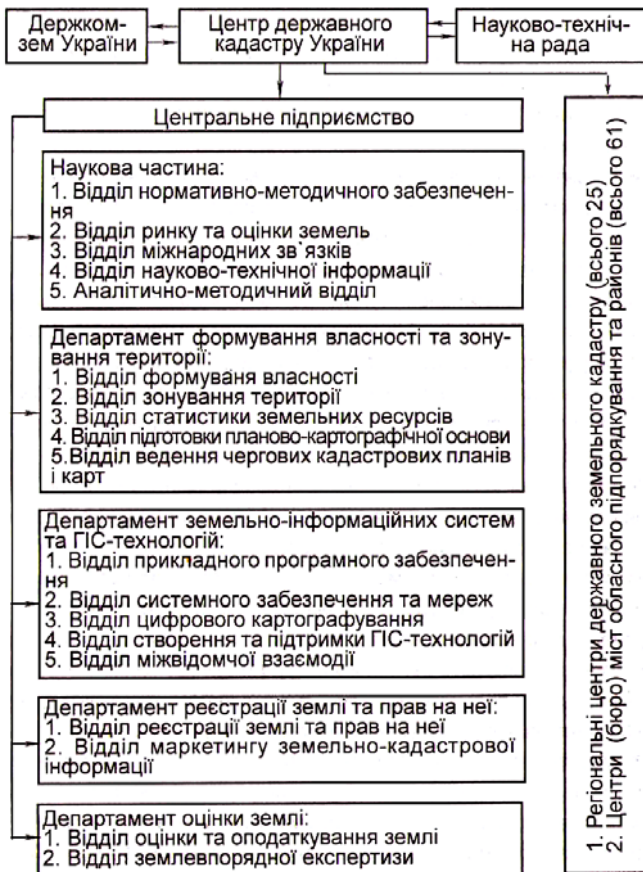 Держком-
зем України
Центр державного
кадастру України
Науково-техніч-
на рада
Центральне підприємство
Наукова частина:
1. Відділ нормативно-методичного забезпечен-
ня
2. Відділ ринку та оцінки земель
3. Відділ міжнародних зв`язків
4. Відділ науково-технічної інформації
5. Аналітично-методичний відділ
Департамент формування власності та зону-
вання території:
1. Відділ формуваня власності
2. Відділ зонування території
3. Відділ статистики земельних ресурсів
4. Відділ підготовки планово-картографічної основи
5.Відділ ведення чергових кадастрових планів
і карт
Департамент земельно-інформаційних систем
та ГІС-технологій:
1. Відділ прикладного програмного забезпечен-
ня
2. Відділ системного забезпечення та мереж
3. Відділ цифрового картографування
4. Відділ створення та підтримки ГІС-технологій
5. Відділ міжвідомчої взаємодії
Департамент реєстрації землі та прав на неї:
1. Відділ реєстрації землі та прав на неї
2. Відділ маркетингу земельно-кадастрової
інформації
Департамент оцінки землі:
1. Відділ оцінки та оподаткування землі
2. Відділ землевпорядної експертизи
1. Регіональні центри державного земельного кадастру (всього 25)
2. Центри (бюро) міст обласного підпорядкування та районів (всього 61)